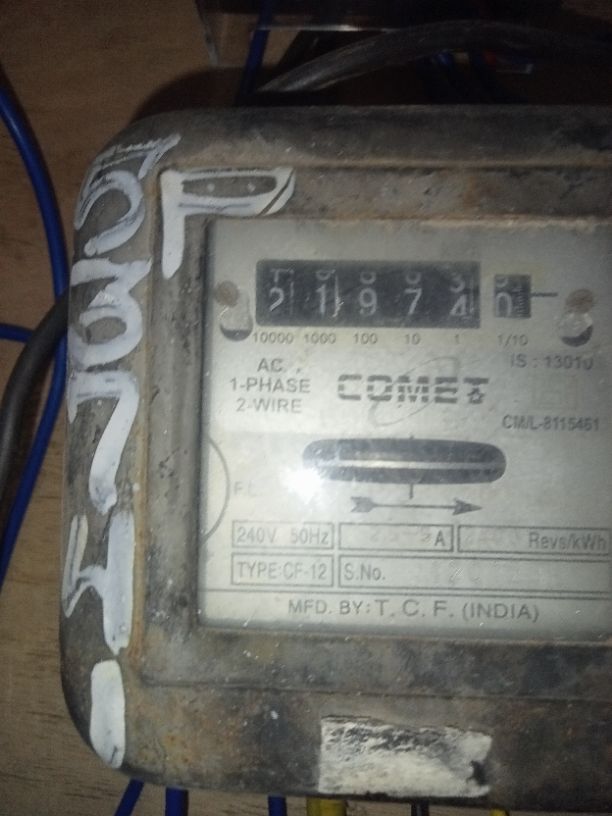 P
2 1 9 7 4 0
10000 1000 100 10 1 1/10
IS : 13010
AC.
1-PHASE
2-WIRE
COMET
CM/L-8115461
240V 50Hz
A
Revs/kWh
TYPE:CF-12
S.No.
MFD. BY: T. C. F. (INDIA)